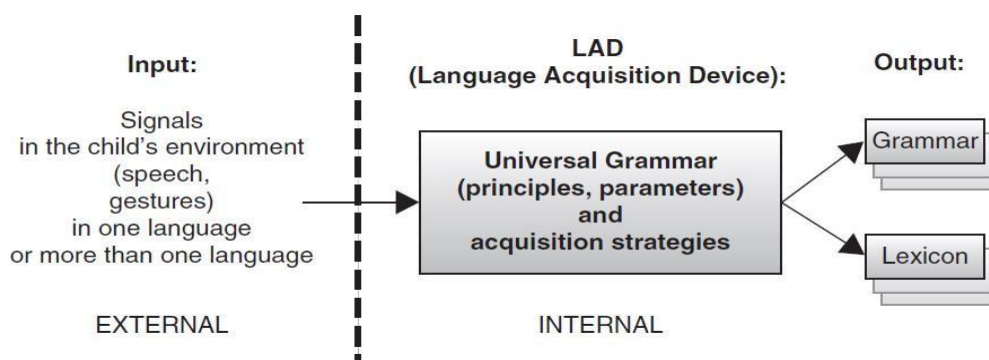 Input:
Signals
in the child's environment
(speech,
gestures)
in one language
or more than one language
EXTERNAL
LAD
(Language Acquisition Device):
Universal Grammar
(principles, parameters)
and
acquisition strategies
INTERNAL
Output:
Grammar
Lexicon